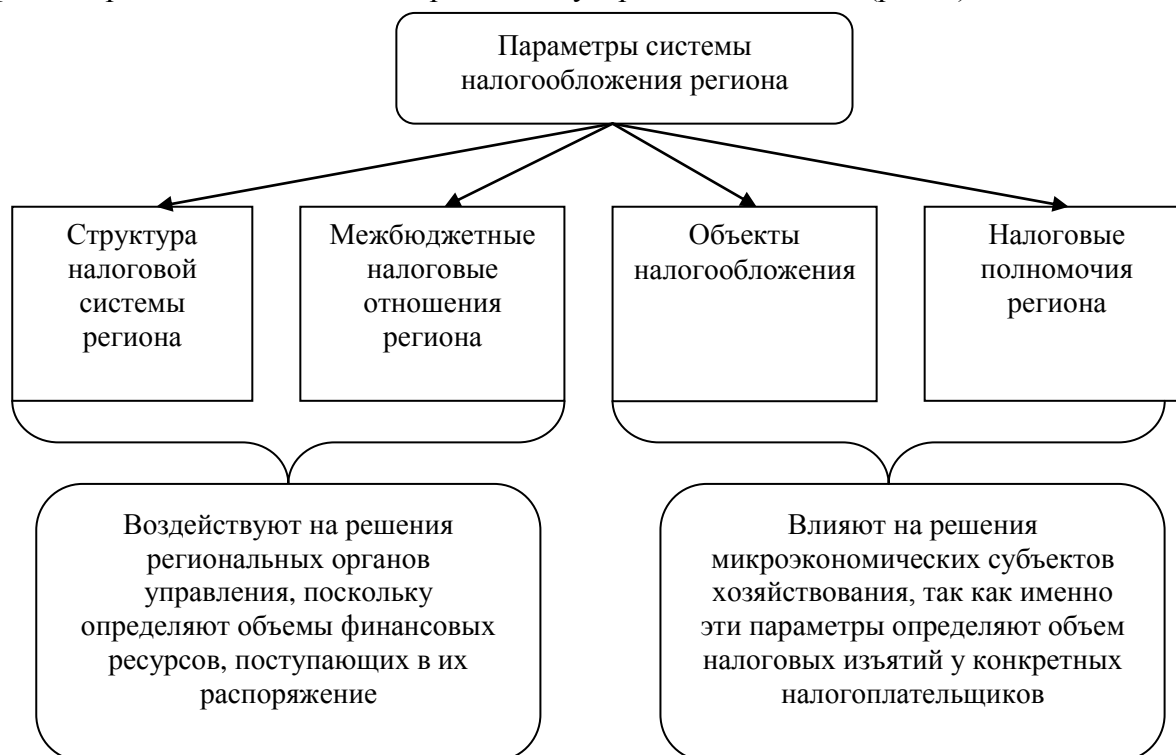 Параметры системы
налогообложения региона
Структура
налоговой
системы
региона
Межбюджетные
налоговые
отношения
региона
Объекты
налогообложения
Налоговые
полномочия
региона
Воздействуют на решения
региональных органов
управления, поскольку
определяют объемы финансовых
ресурсов, поступающих в их
распоряжение
Влияют на решения
микроэкономических субъектов
хозяйствования, так как именно
эти параметры определяют объем
налоговых изъятий у конкретных
налогоплательщиков